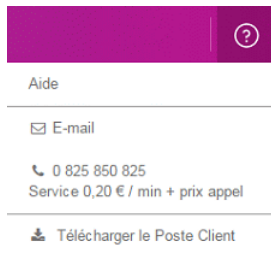 Aide
E-mail
0 825 850 825
Service 0,20 € / min + prix appel
Télécharger le Poste Client